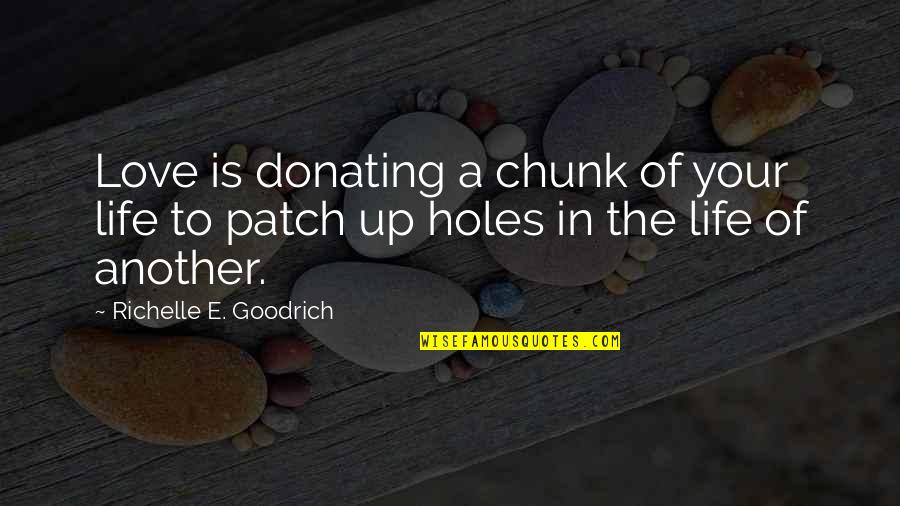 Love is donating a chunk of your
life to patch up holes in the life of
another.
~ Richelle E. Goodrich
WISEFAMOUSQUOTES.COM